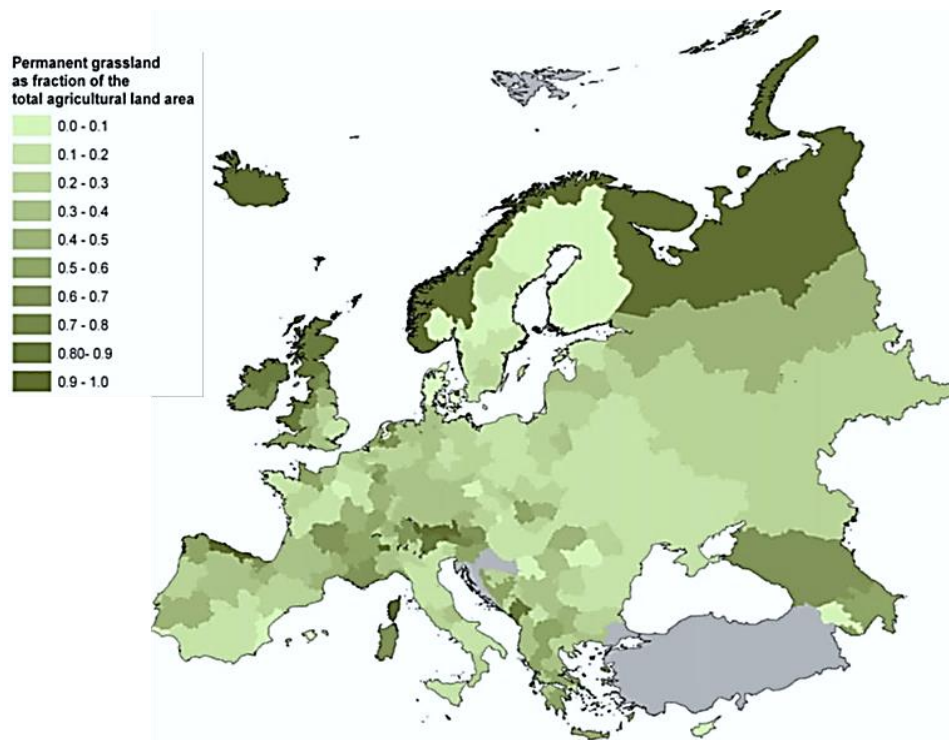 Permanent grassland
as fraction of the
total agricultural land area
0.0 - 0.1
0.1 - 0.2
0.2 - 0.3
0.3 - 0.4
0.4 - 0.5
0.5 - 0.6
0.6 - 0.7
0.7 - 0.8
0.80- 0.9
0.9 - 1.0